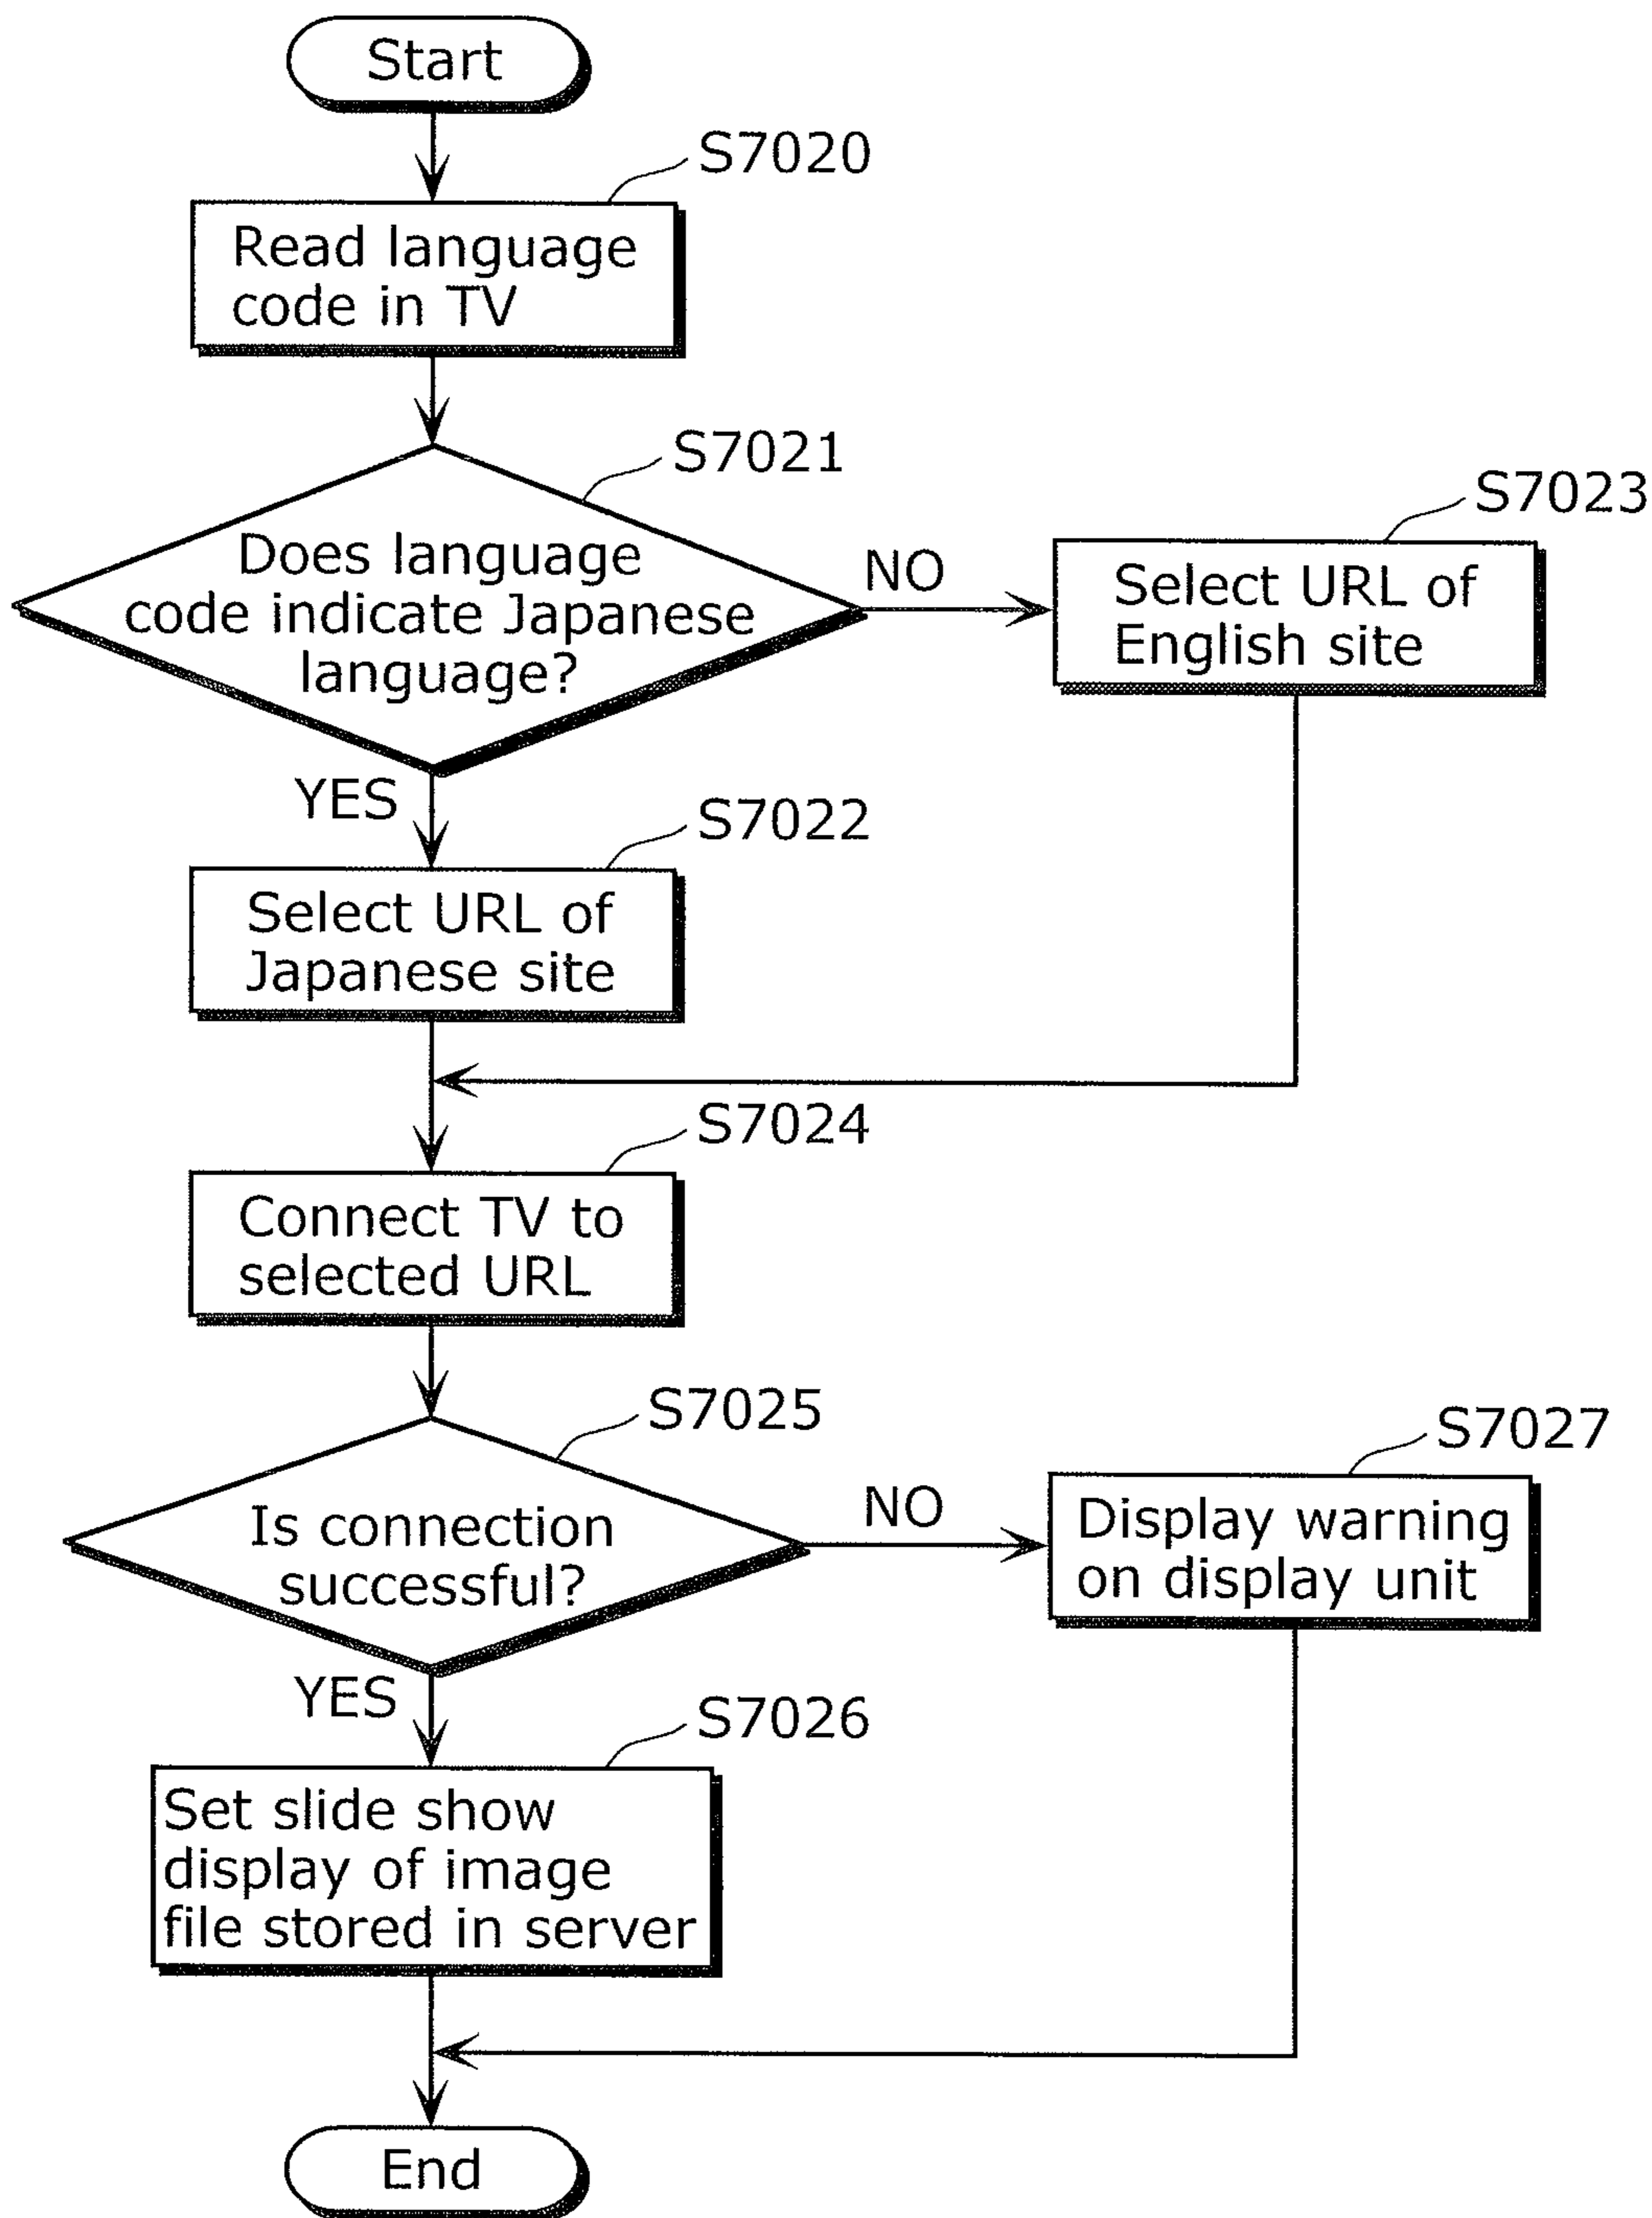 Start
S7020
Read language
code in TV
S7021
Does language
code indicate Japanese
language?
NO
S7023
Select URL of
English site
YES
S7022
Select URL of
Japanese site
S7024
Connect TV to
selected URL
S7025
Is connection
successful?
NO
S7027
Display warning
on display unit
YES
S7026
Set slide show
display of image
file stored in server
End